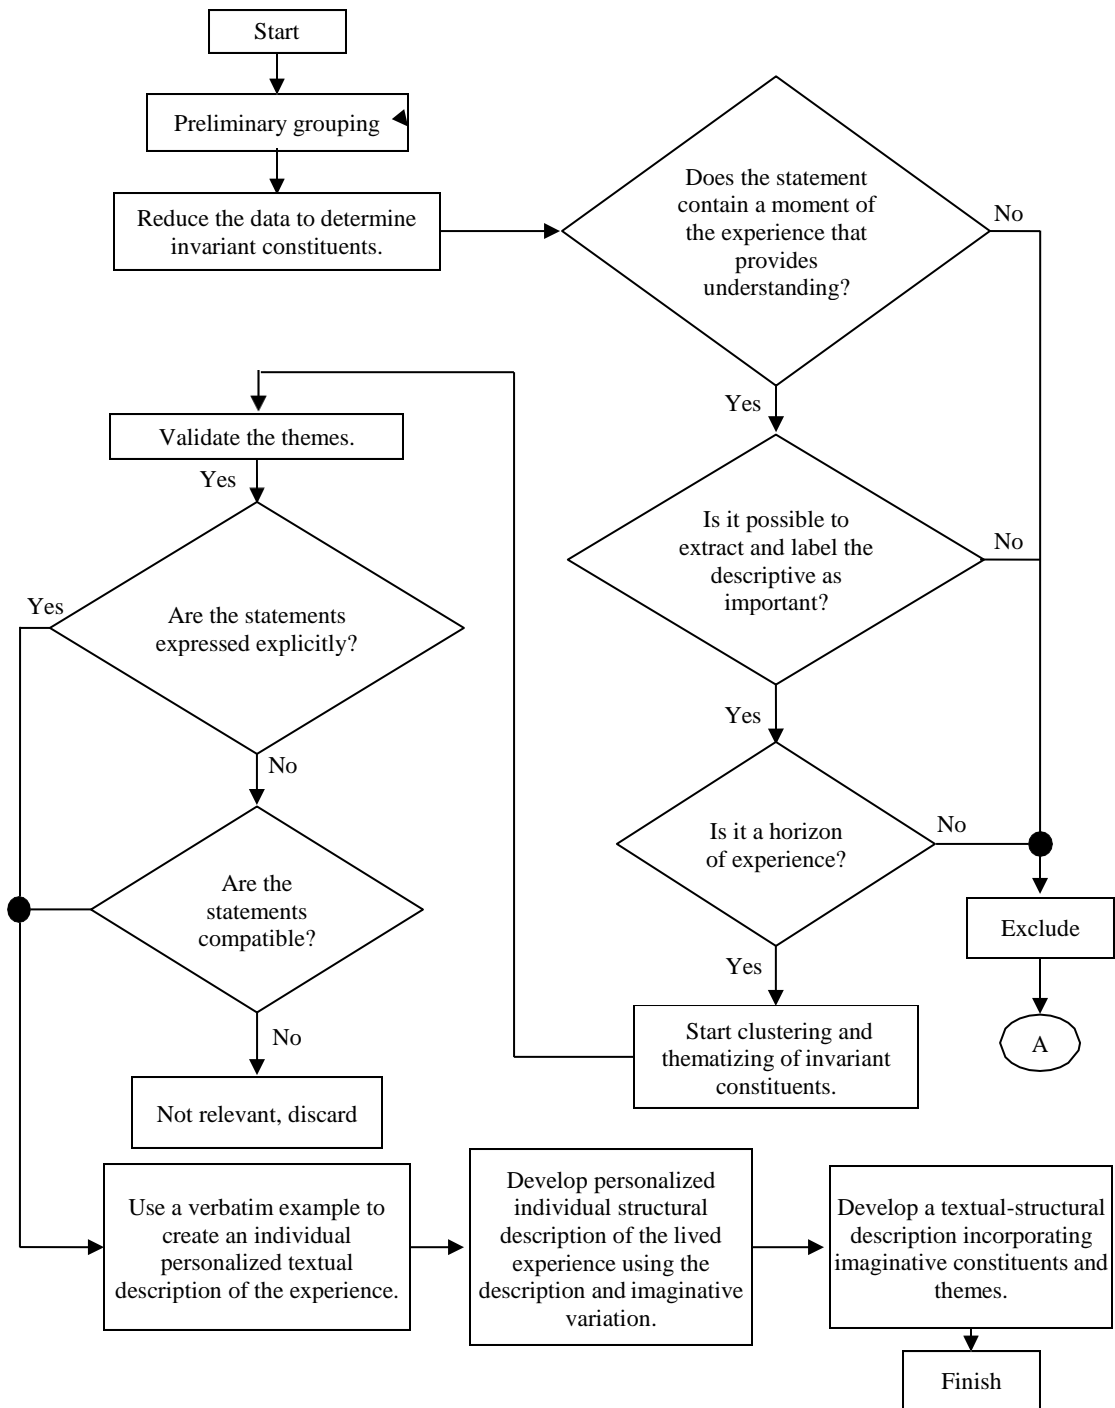 Start
Preliminary grouping
Reduce the data to determine
invariant constituents.
Does the statement
contain a moment of
the experience that
provides
understanding?
No
Yes
Is it possible to
extract and label the
descriptive as
important?
No
Yes
Is it a horizon
of experience?
No
Exclude
A
Yes
Start clustering and
thematizing of invariant
constituents.
Validate the themes.
Yes
Are the statements
expressed explicitly?
Yes
No
Are the
statements
compatible?
No
Not relevant, discard
Use a verbatim example to
create an individual
personalized textual
description of the experience.
Develop personalized
individual structural
description of the lived
experience using the
description and imaginative
variation.
Develop a textual-structural
description incorporating
imaginative constituents and
themes.
Finish